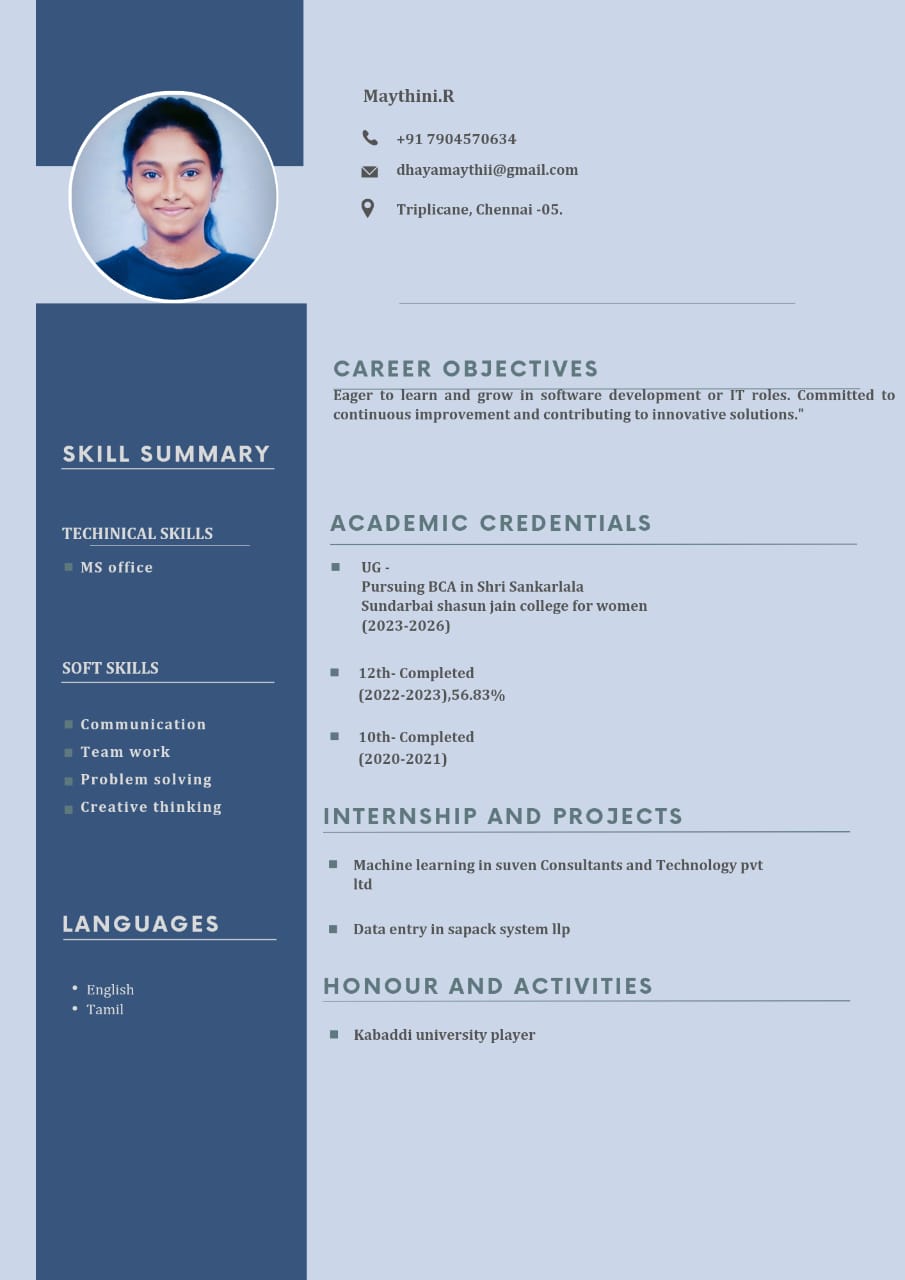 Maythini.R
+91 7904570634
dhayamaythii@gmail.com
Triplicane, Chennai -05.
CAREER OBJECTIVES
Eager to learn and grow in software development or IT roles. Committed to
continuous improvement and contributing to innovative solutions."
SKILL SUMMARY
TECHINICAL SKILLS
MS office
SOFT SKILLS
Communication
Team work
Problem solving
Creative thinking
LANGUAGES
English
Tamil
ACADEMIC CREDENTIALS
UG -
Pursuing BCA in Shri Sankarlala
Sundarbai shasun jain college for women
(2023-2026)
12th- Completed
(2022-2023),56.83%
10th- Completed
(2020-2021)
INTERNSHIP AND PROJECTS
Machine learning in suven Consultants and Technology pvt
ltd
Data entry in sapack system llp
HONOUR AND ACTIVITIES
Kabaddi university player